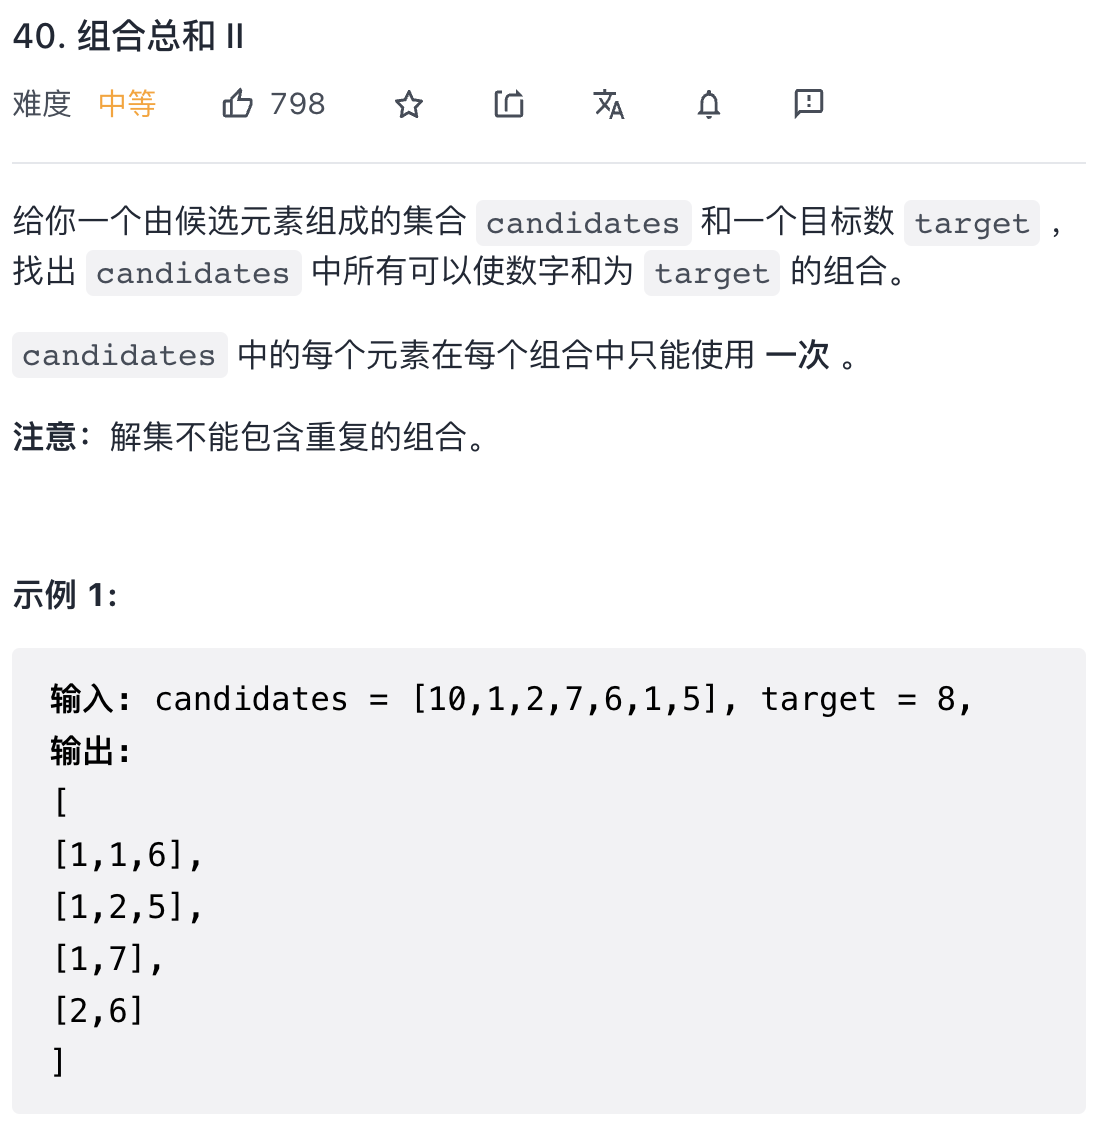 40. 组合总和 II
难度 中等 798
给你一个由候选元素组成的集合 candidates 和一个目标数 target ，
找出 candidates 中所有可以使数字和为 target 的组合。
candidates 中的每个元素在每个组合中只能使用 一次 。
注意：解集不能包含重复的组合。
示例 1:
输入: candidates = [10,1,2,7,6,1,5], target = 8,
输出:
[
[1,1,6],
[1,2,5],
[1,7],
[2,6]
]